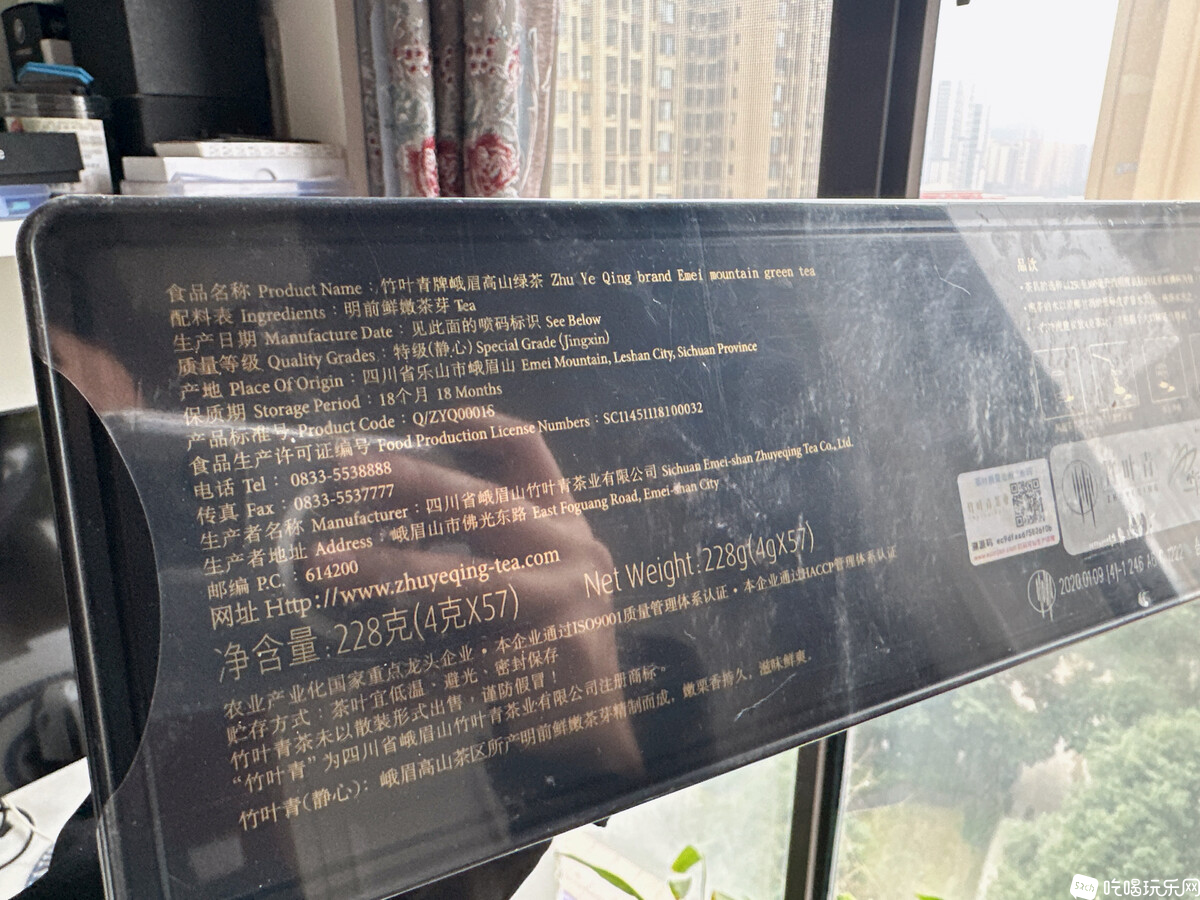 食品名称 Product Name：竹叶青牌峨眉高山绿茶 Zhu Ye Qing brand Emei mountain green tea
配料表 Ingredients：明前鲜嫩茶芽 Tea
生产日期 Manufacture Date：见此面的喷码标识 See Below
质量等级 Quality Grades：特级(静心) Special Grade (Jingxin)
产地 Place Of Origin：四川省乐山市峨眉山 Emei Mountain, Leshan City, Sichuan Province
保质期 Storage Period：18个月 18 Months
产品标准号 Product Code：Q/ZYQ0001S
食品生产许可证编号 Food Production License Numbers：SC11451118100032
电话 Tel： 0833-5538888
传真 Fax：0833-5537777
生产者名称 Manufacturer：四川省峨眉山竹叶青茶业有限公司 Sichuan Emei-shan Zhuyeqing Tea Co., Ltd.
生产者地址 Address：峨眉山市佛光东路 East Foguang Road, Emei-shan City
邮编 P.C.：614200
网址 Http://www.zhuyeqing-tea.com
净含量:228克(4克X57) Net Weight:228g(4gX57)
农业产业化国家重点龙头企业·本企业通过ISO9001质量管理体系认证·本企业通过HACCP管理体系认证
贮存方式：茶叶宜低温、避光、密封保存
竹叶青茶未以散装形式出售，谨防假冒！
“竹叶青”为四川省峨眉山竹叶青茶业有限公司注册商标。
竹叶青(静心)：峨眉高山茶区所产明前鲜嫩茶芽精制而成，嫩栗香持久，滋味鲜爽。
品饮
2020.01.09 (4)-1 246
吃喝玩乐网